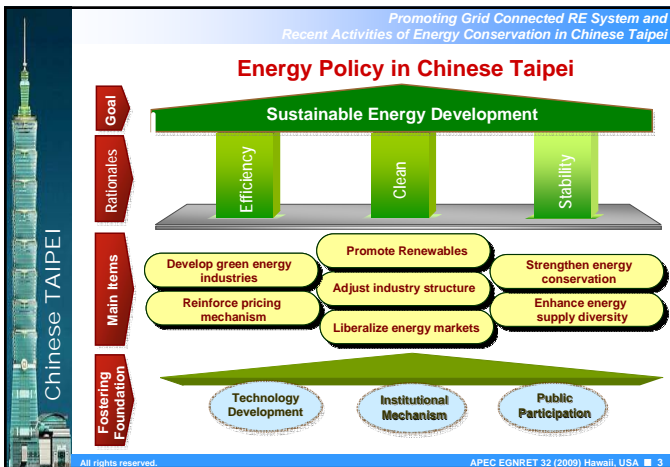 Promoting Grid Connected RE System and
Recent Activities of Energy Conservation in Chinese Taipei
Energy Policy in Chinese Taipei
Goal
Sustainable Energy Development
Rationales
Efficiency
Clean
Stability
Main Items
Develop green energy
industries
Reinforce pricing
mechanism
Promote Renewables
Adjust industry structure
Liberalize energy markets
Strengthen energy
conservation
Enhance energy
supply diversity
Fostering
Foundation
Technology
Development
Institutional
Mechanism
Public
Participation
Chinese TAIPEI
All rights reserved.
APEC EGNRET 32 (2009) Hawaii, USA ■ 3